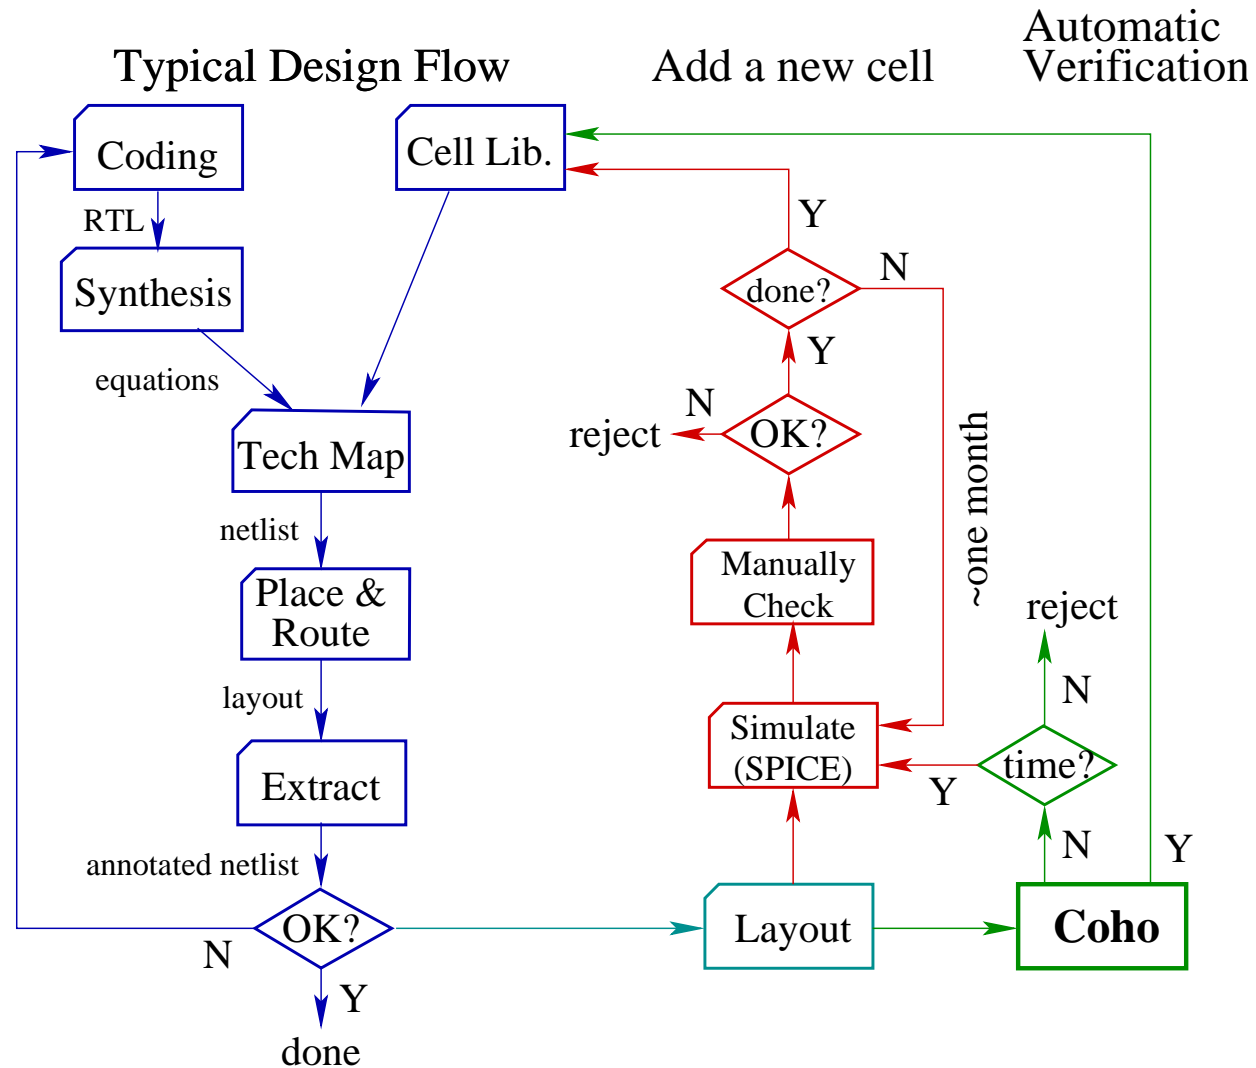 Typical Design Flow
Add a new cell
Automatic
Verification
Coding
Cell Lib.
RTL
Y
Synthesis
done?
N
equations
Y
N
reject
OK?
Tech Map
~one month
netlist
Manually
Check
Place &
Route
reject
layout
N
Simulate
(SPICE)
time?
Extract
Y
annotated netlist
N
Y
OK?
N
Layout
Coho
Y
done